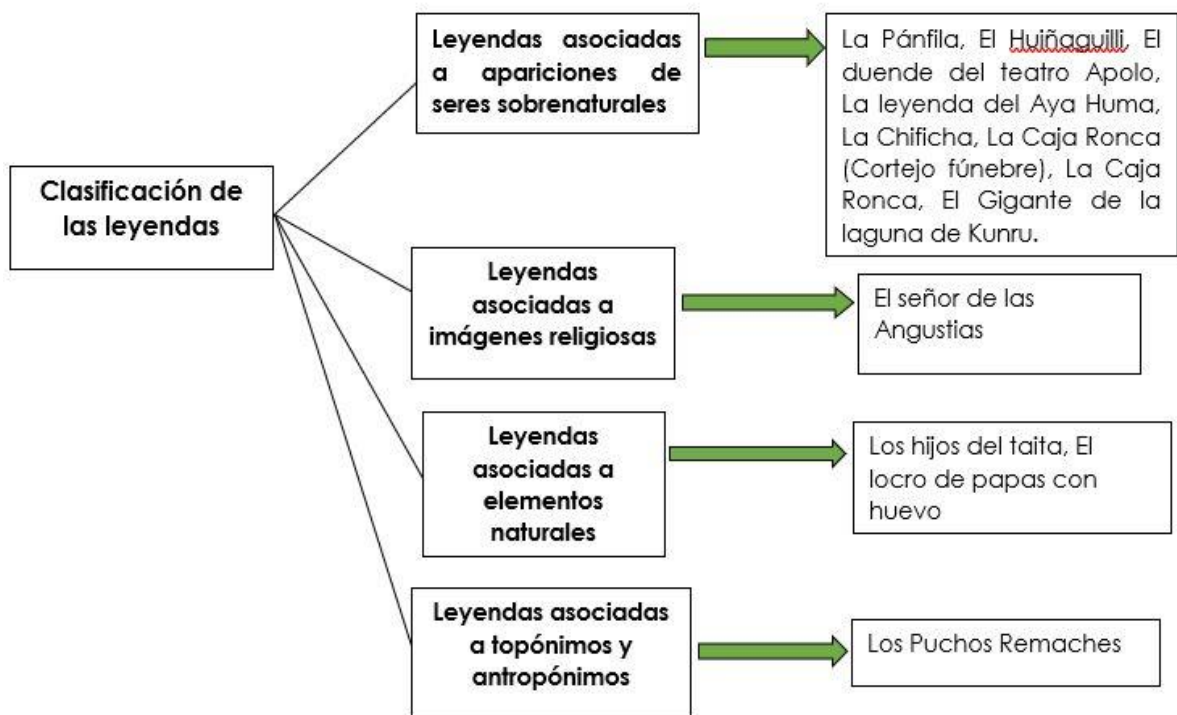 Clasificación de
las leyendas
Leyendas asociadas
a apariciones de
seres sobrenaturales
La Pánfila, El Huiñaguilli, El
duende del teatro Apolo,
La leyenda del Aya Huma,
La Chificha, La Caja Ronca
(Cortejo fúnebre), La Caja
Ronca, El Gigante de la
laguna de Kunru.
Leyendas
asociadas a
imágenes religiosas
El señor de las
Angustias
Leyendas
asociadas a
elementos
naturales
Los hijos del taita, El
locro de papas con
huevo
Leyendas asociadas
a topónimos y
antropónimos
Los Puchos Remaches